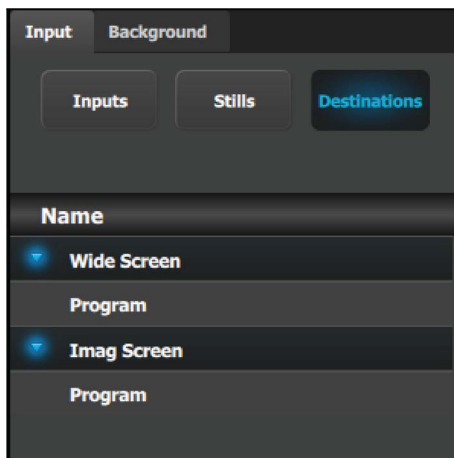 Input Background
Inputs Stills Destinations
Name
Wide Screen
Program
Imag Screen
Program